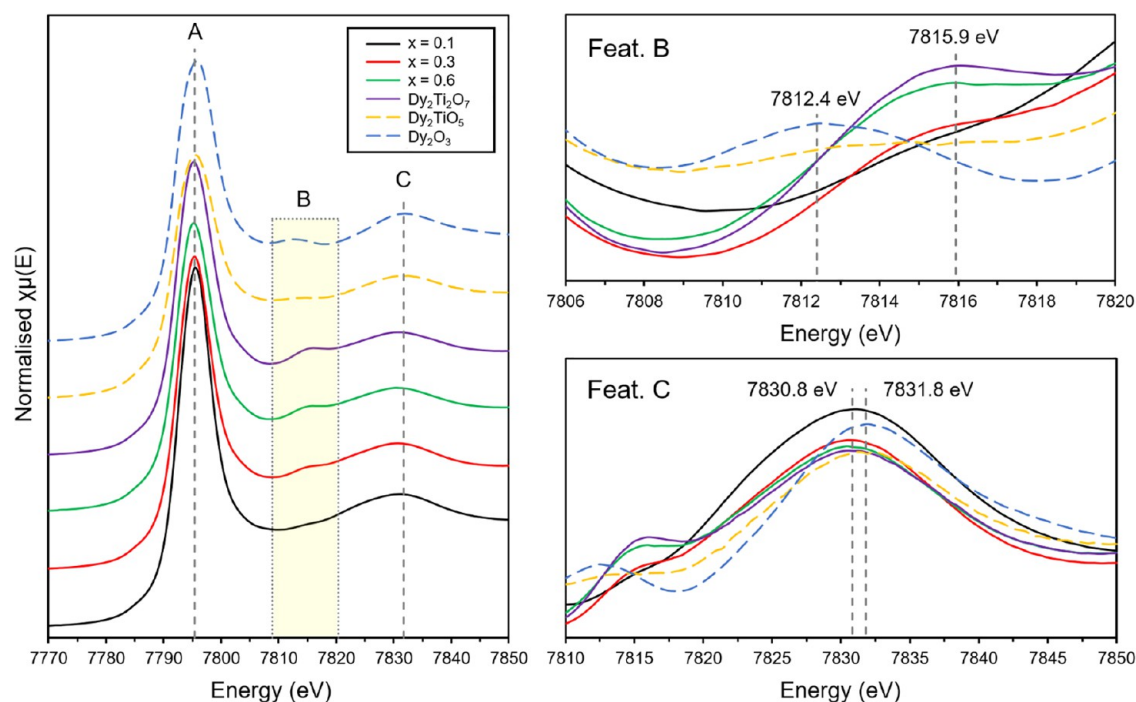 A
x = 0.1
x = 0.3
x = 0.6
Dy₂Ti₂O₇
Dy₂TiO₅
Dy₂O₃
B
C
Normalised χμ(E)
7770 7780 7790 7800 7810 7820 7830 7840 7850
Energy (eV)
Feat. B
7815.9 eV
7812.4 eV
7806 7808 7810 7812 7814 7816 7818 7820
Energy (eV)
Feat. C
7830.8 eV
7831.8 eV
7810 7815 7820 7825 7830 7835 7840 7845 7850
Energy (eV)